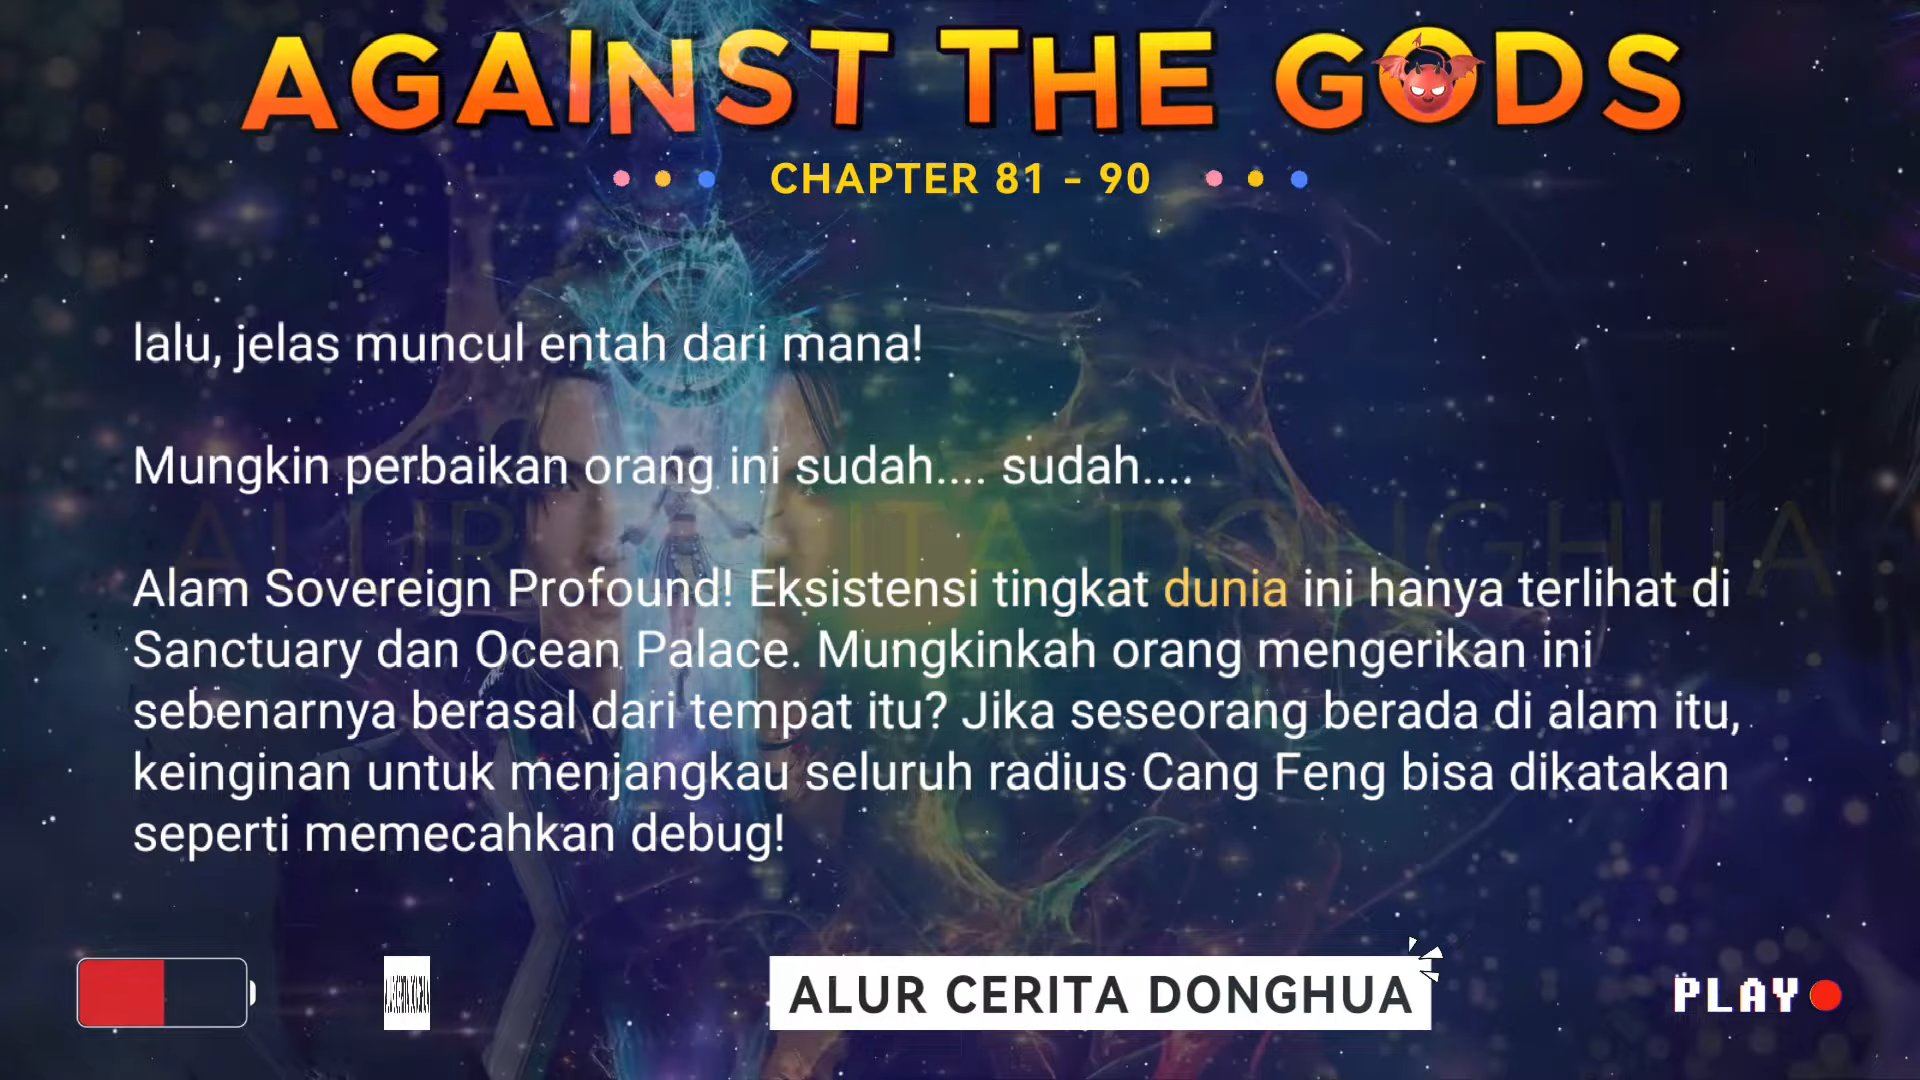 AGAINST THE GODS
CHAPTER 81 - 90
lalu, jelas muncul entah dari mana!
Mungkin perbaikan orang ini sudah.... sudah....
ALUR CERITA DONGHUA
Alam Sovereign Profound! Eksistensi tingkat dunia ini hanya terlihat di
Sanctuary dan Ocean Palace. Mungkinkah orang mengerikan ini
sebenarnya berasal dari tempat itu? Jika seseorang berada di alam itu,
keinginan untuk menjangkau seluruh radius Cang Feng bisa dikatakan
seperti memecahkan debug!
ALUR CERITA DONGHUA
PLAY